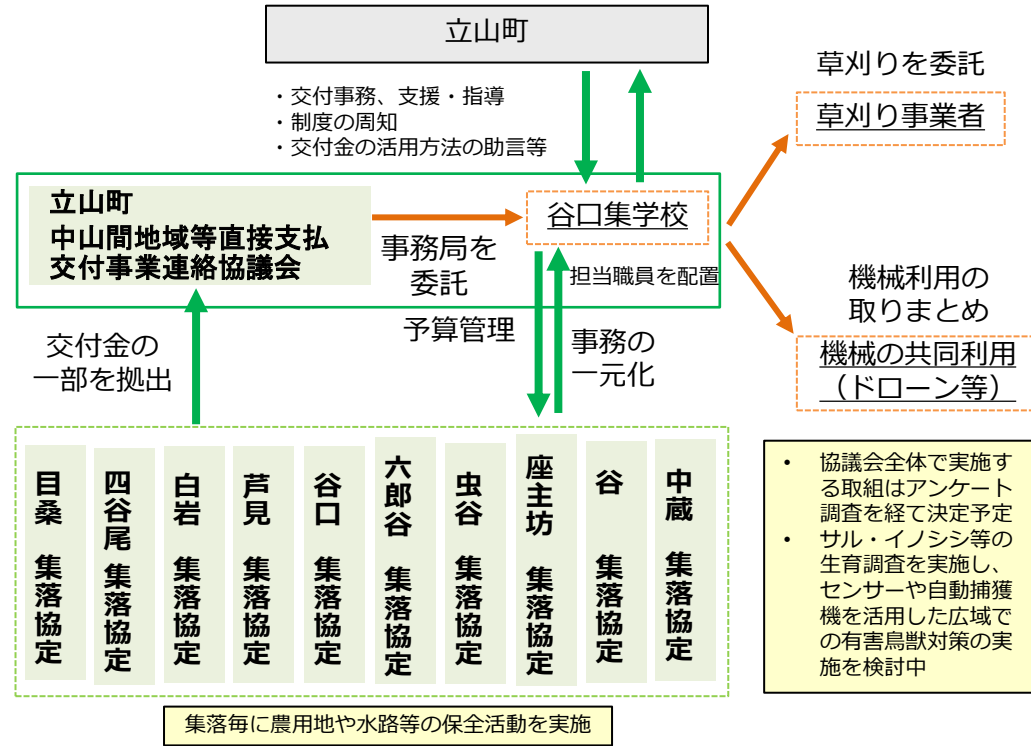 立山町
・交付事務、支援・指導
・制度の周知
・交付金の活用方法の助言等
草刈りを委託
草刈り事業者
立山町
中山間地域等直接支払
交付事業連絡協議会
事務局を
委託
谷口集学校
担当職員を配置
機械利用の
取りまとめ
機械の共同利用
（ドローン等）
交付金の
一部を拠出
予算管理
事務の
一元化
目桑 集落協定
四谷尾 集落協定
白岩 集落協定
芦見 集落協定
谷口 集落協定
六郎谷 集落協定
虫谷 集落協定
座主坊 集落協定
谷 集落協定
中蔵 集落協定
• 協議会全体で実施す
る取組はアンケート
調査を経て決定予定
• サル・イノシシ等の
生育調査を実施し、
センサーや自動捕獲
機を活用した広域で
の有害鳥獣対策の実
施を検討中
集落毎に農用地や水路等の保全活動を実施